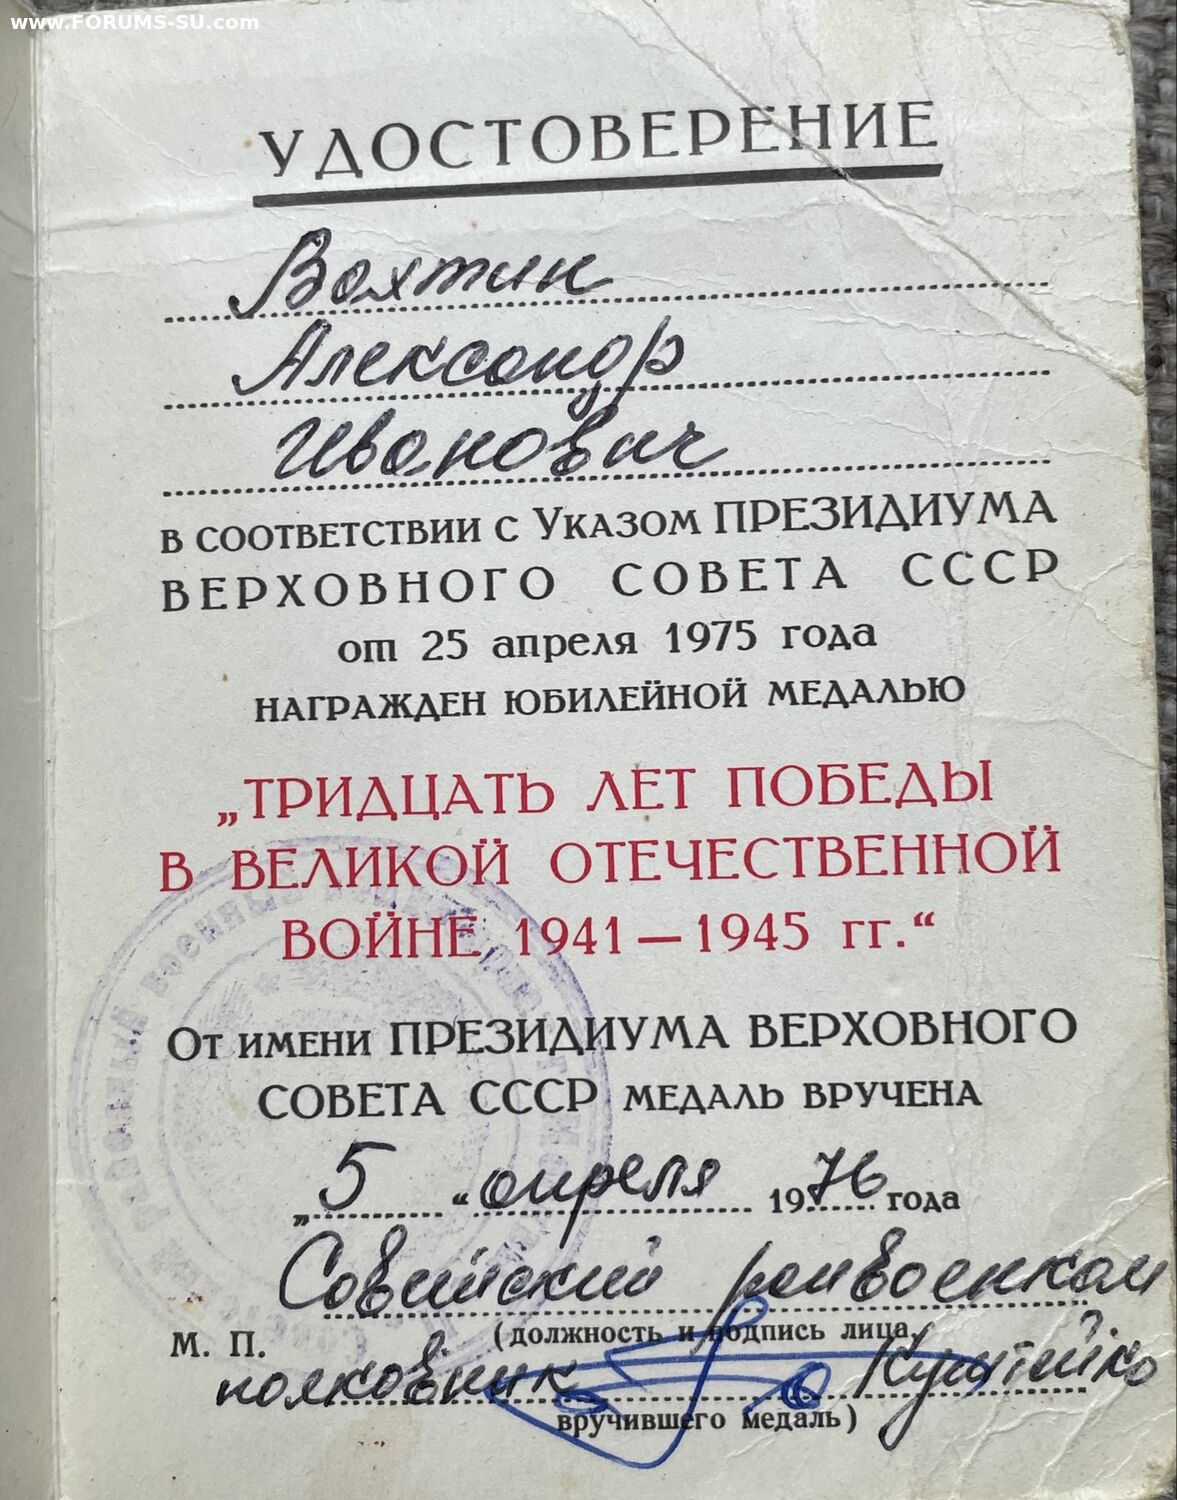 www.FORUMS-SU.com
УДОСТОВЕРЕНИЕ
Вахтин
Александр
Иванович
в соответствии с Указом ПРЕЗИДИУМА
ВЕРХОВНОГО СОВЕТА СССР
от 25 апреля 1975 года
награжден юбилейной медалью
„ТРИДЦАТЬ ЛЕТ ПОБЕДЫ
В ВЕЛИКОЙ ОТЕЧЕСТВЕННОЙ
ВОЙНЕ 1941—1945 гг.“
От имени ПРЕЗИДИУМА ВЕРХОВНОГО
СОВЕТА СССР медаль вручена
„5“ апреля 1976 года
Советский райвоенком
М. П. (должность и подпись лица,
полковник
вручившего медаль)